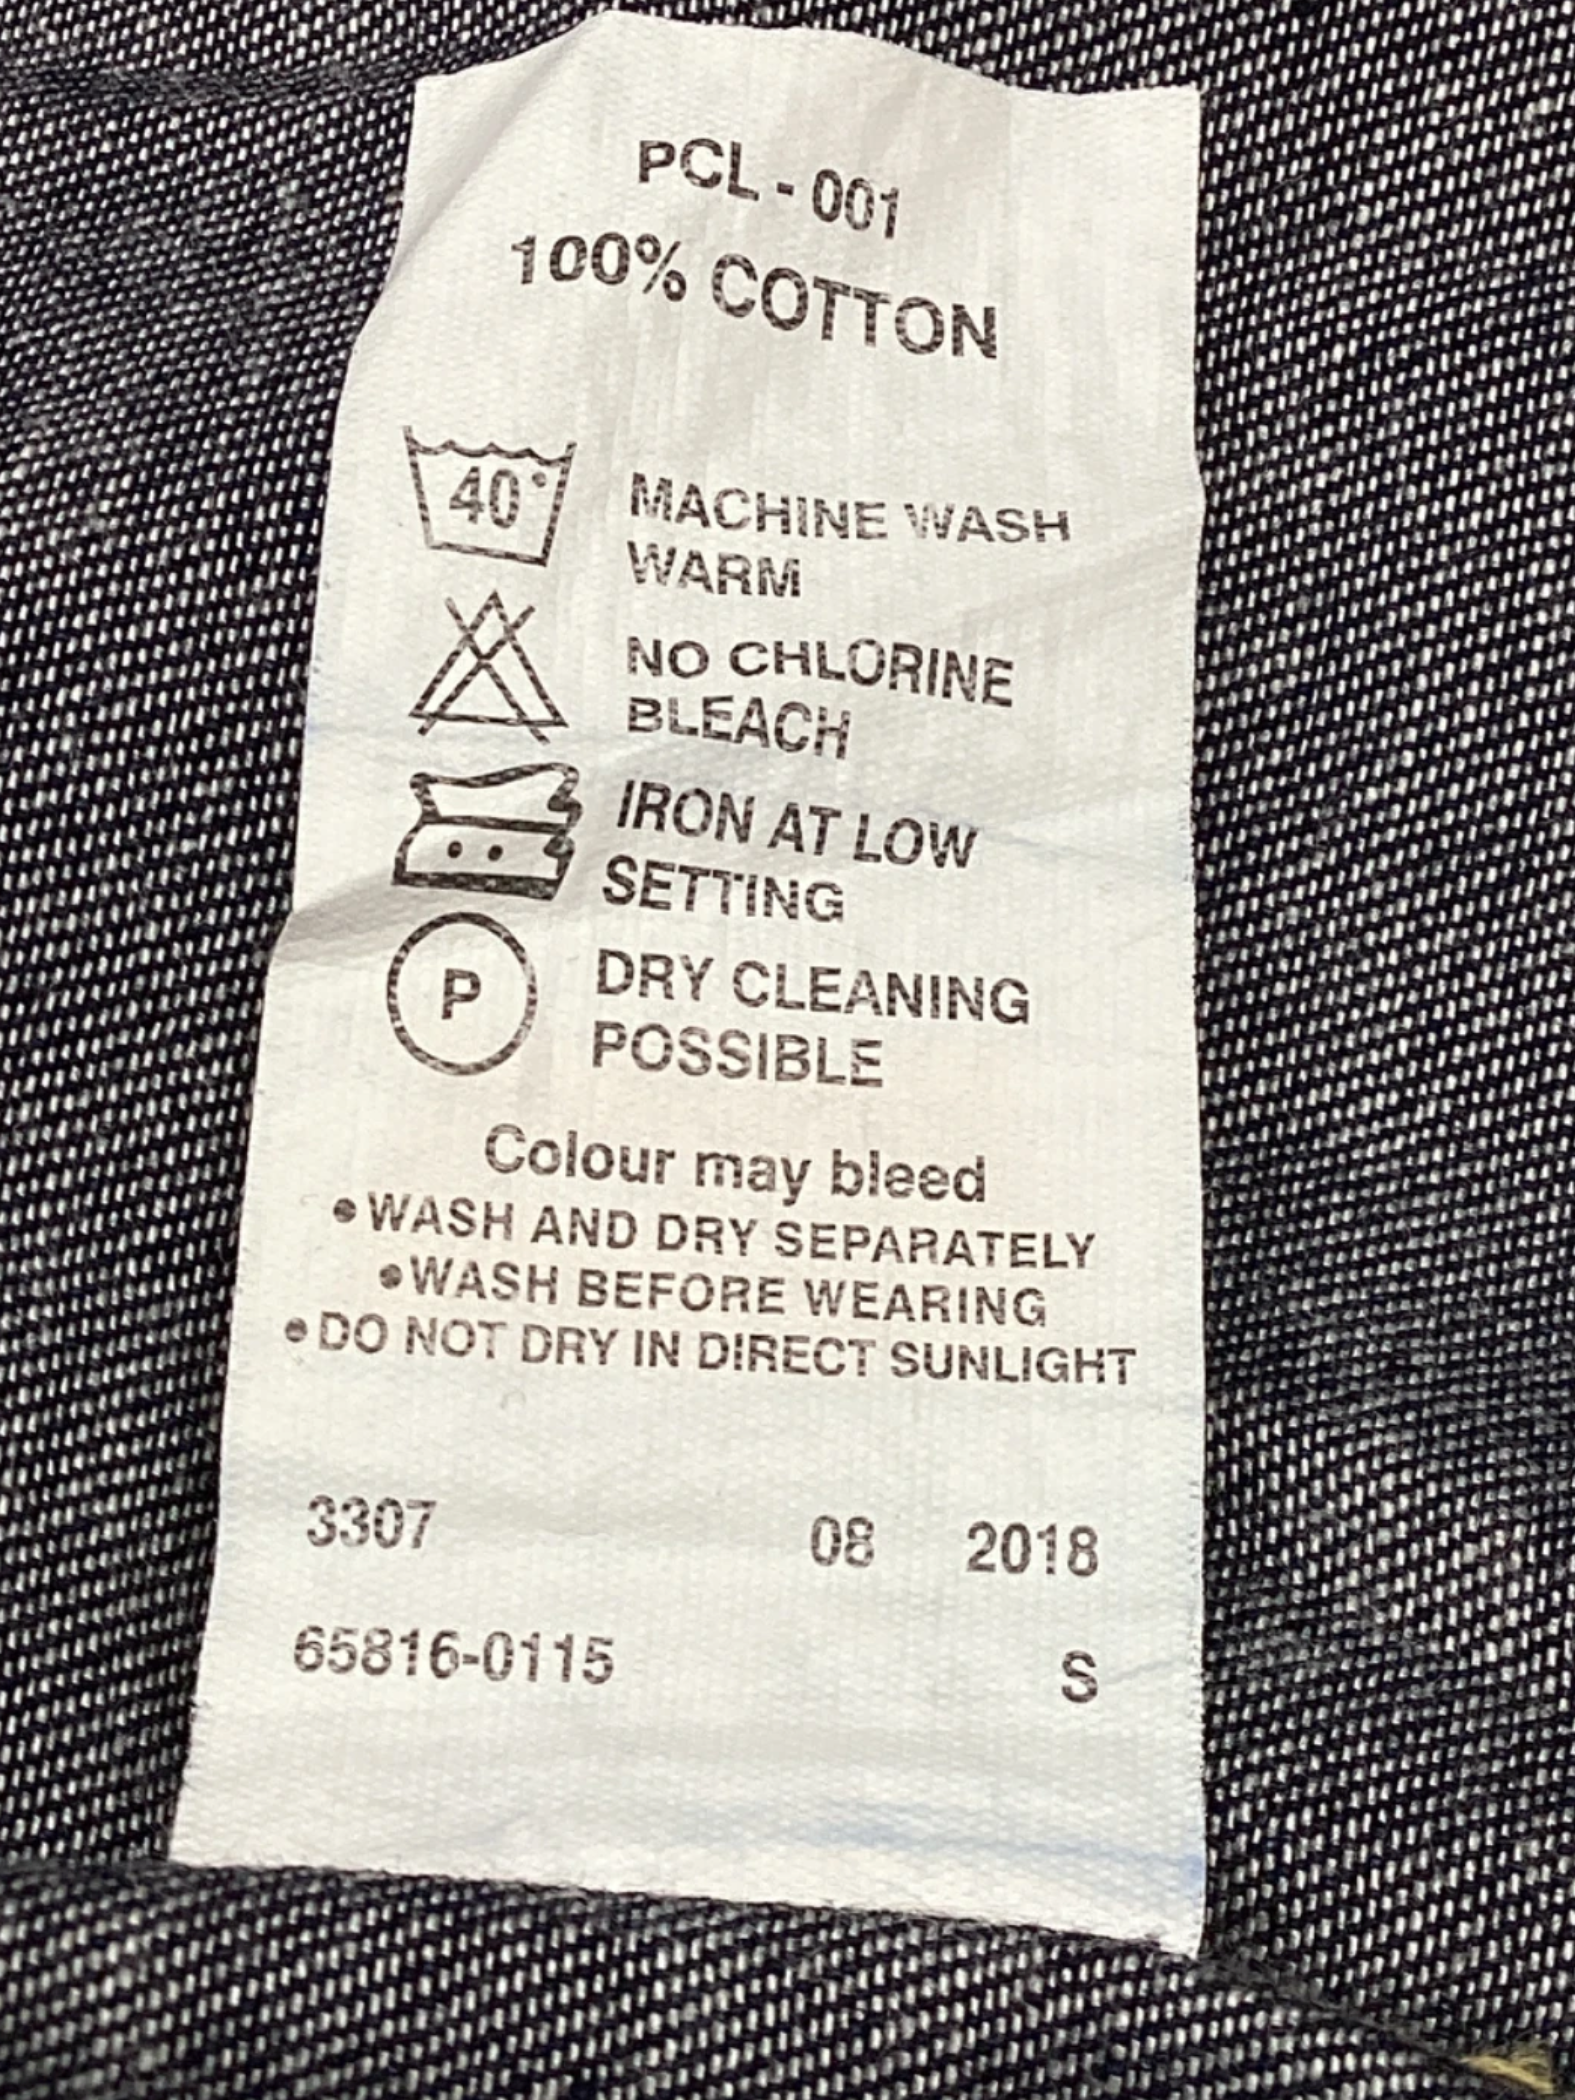 PCL - 001
100% COTTON
40°
MACHINE WASH
WARM
NO CHLORINE
BLEACH
IRON AT LOW
SETTING
P
DRY CLEANING
POSSIBLE
Colour may bleed
•WASH AND DRY SEPARATELY
•WASH BEFORE WEARING
•DO NOT DRY IN DIRECT SUNLIGHT
3307 08 2018
65816-0115 S